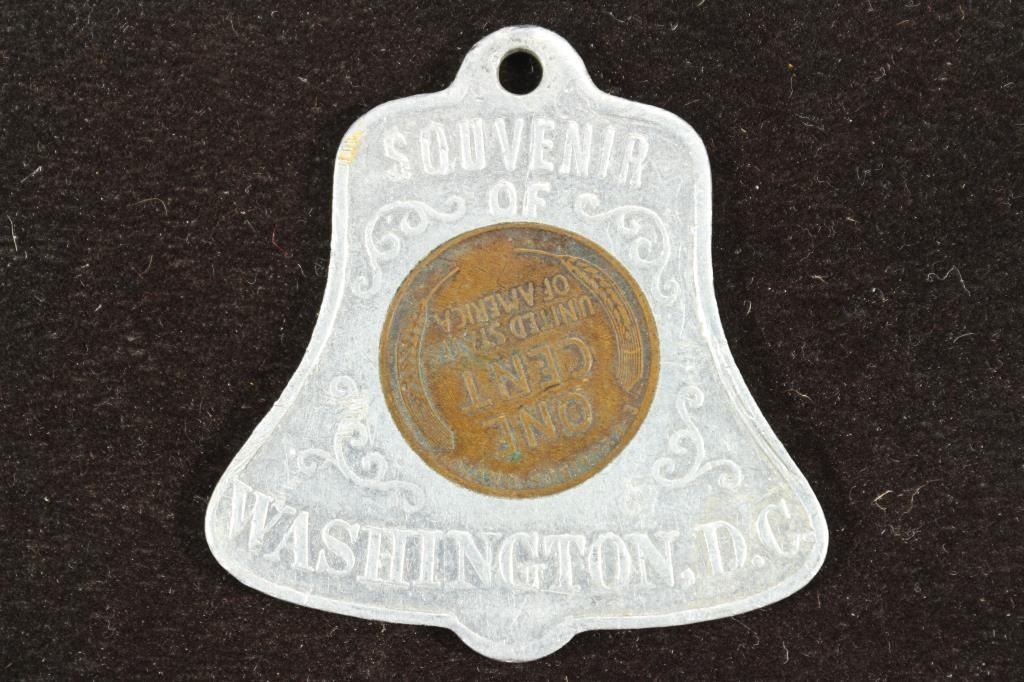 SOUVENIR
OF
ONE
CENT
UNITED STATES
OF AMERICA
WASHINGTON, D.C.